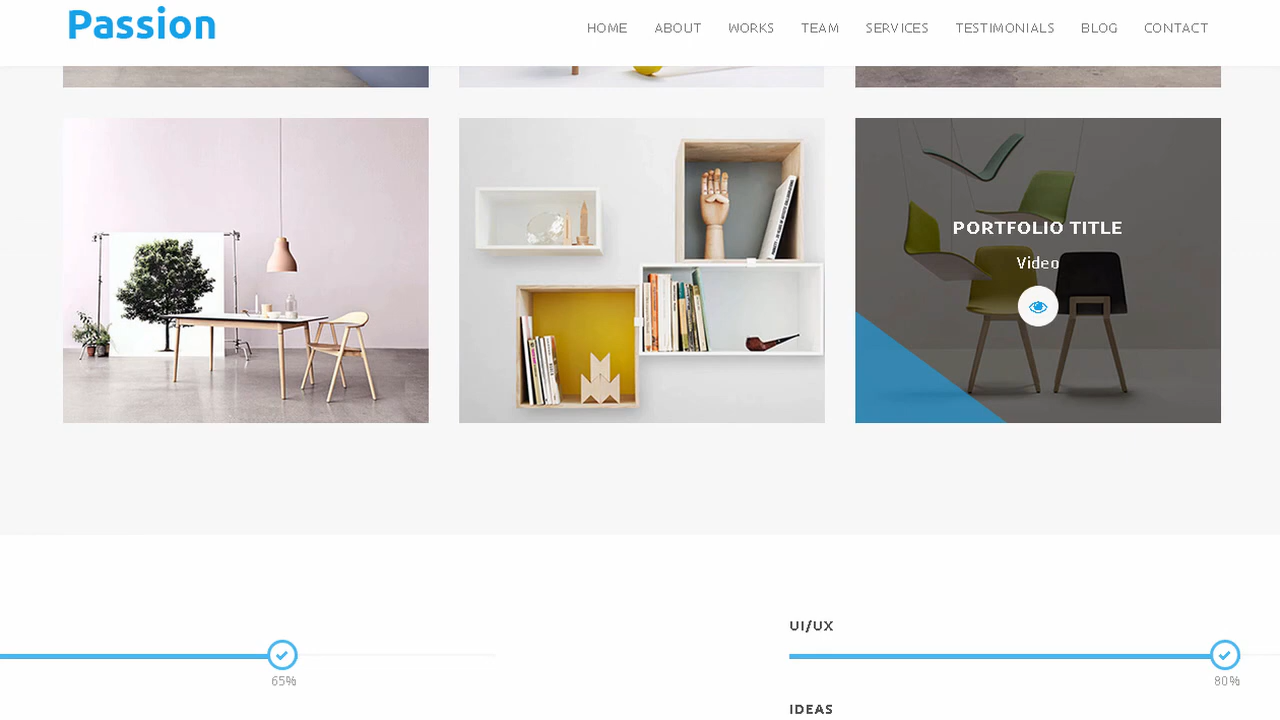 Passion
HOME ABOUT WORKS TEAM SERVICES TESTIMONIALS BLOG CONTACT
PORTFOLIO TITLE
Video
UI/UX
65%
80%
IDEAS